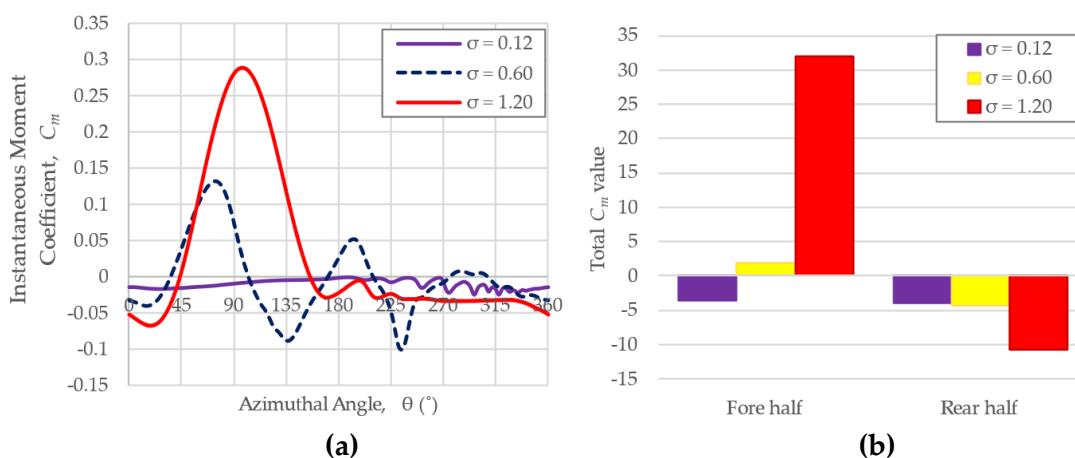 0.35
0.3
0.25
0.2
0.15
0.1
0.05
0
-0.05
-0.1
-0.15
Instantaneous Moment
Coefficient, Cm
σ = 0.12
σ = 0.60
σ = 1.20
0 45 90 135 180 225 270 315 360
Azimuthal Angle, θ (˚)
(a)
35
30
25
20
15
10
5
0
-5
-10
-15
Total Cm value
σ = 0.12
σ = 0.60
σ = 1.20
Fore half Rear half
(b)